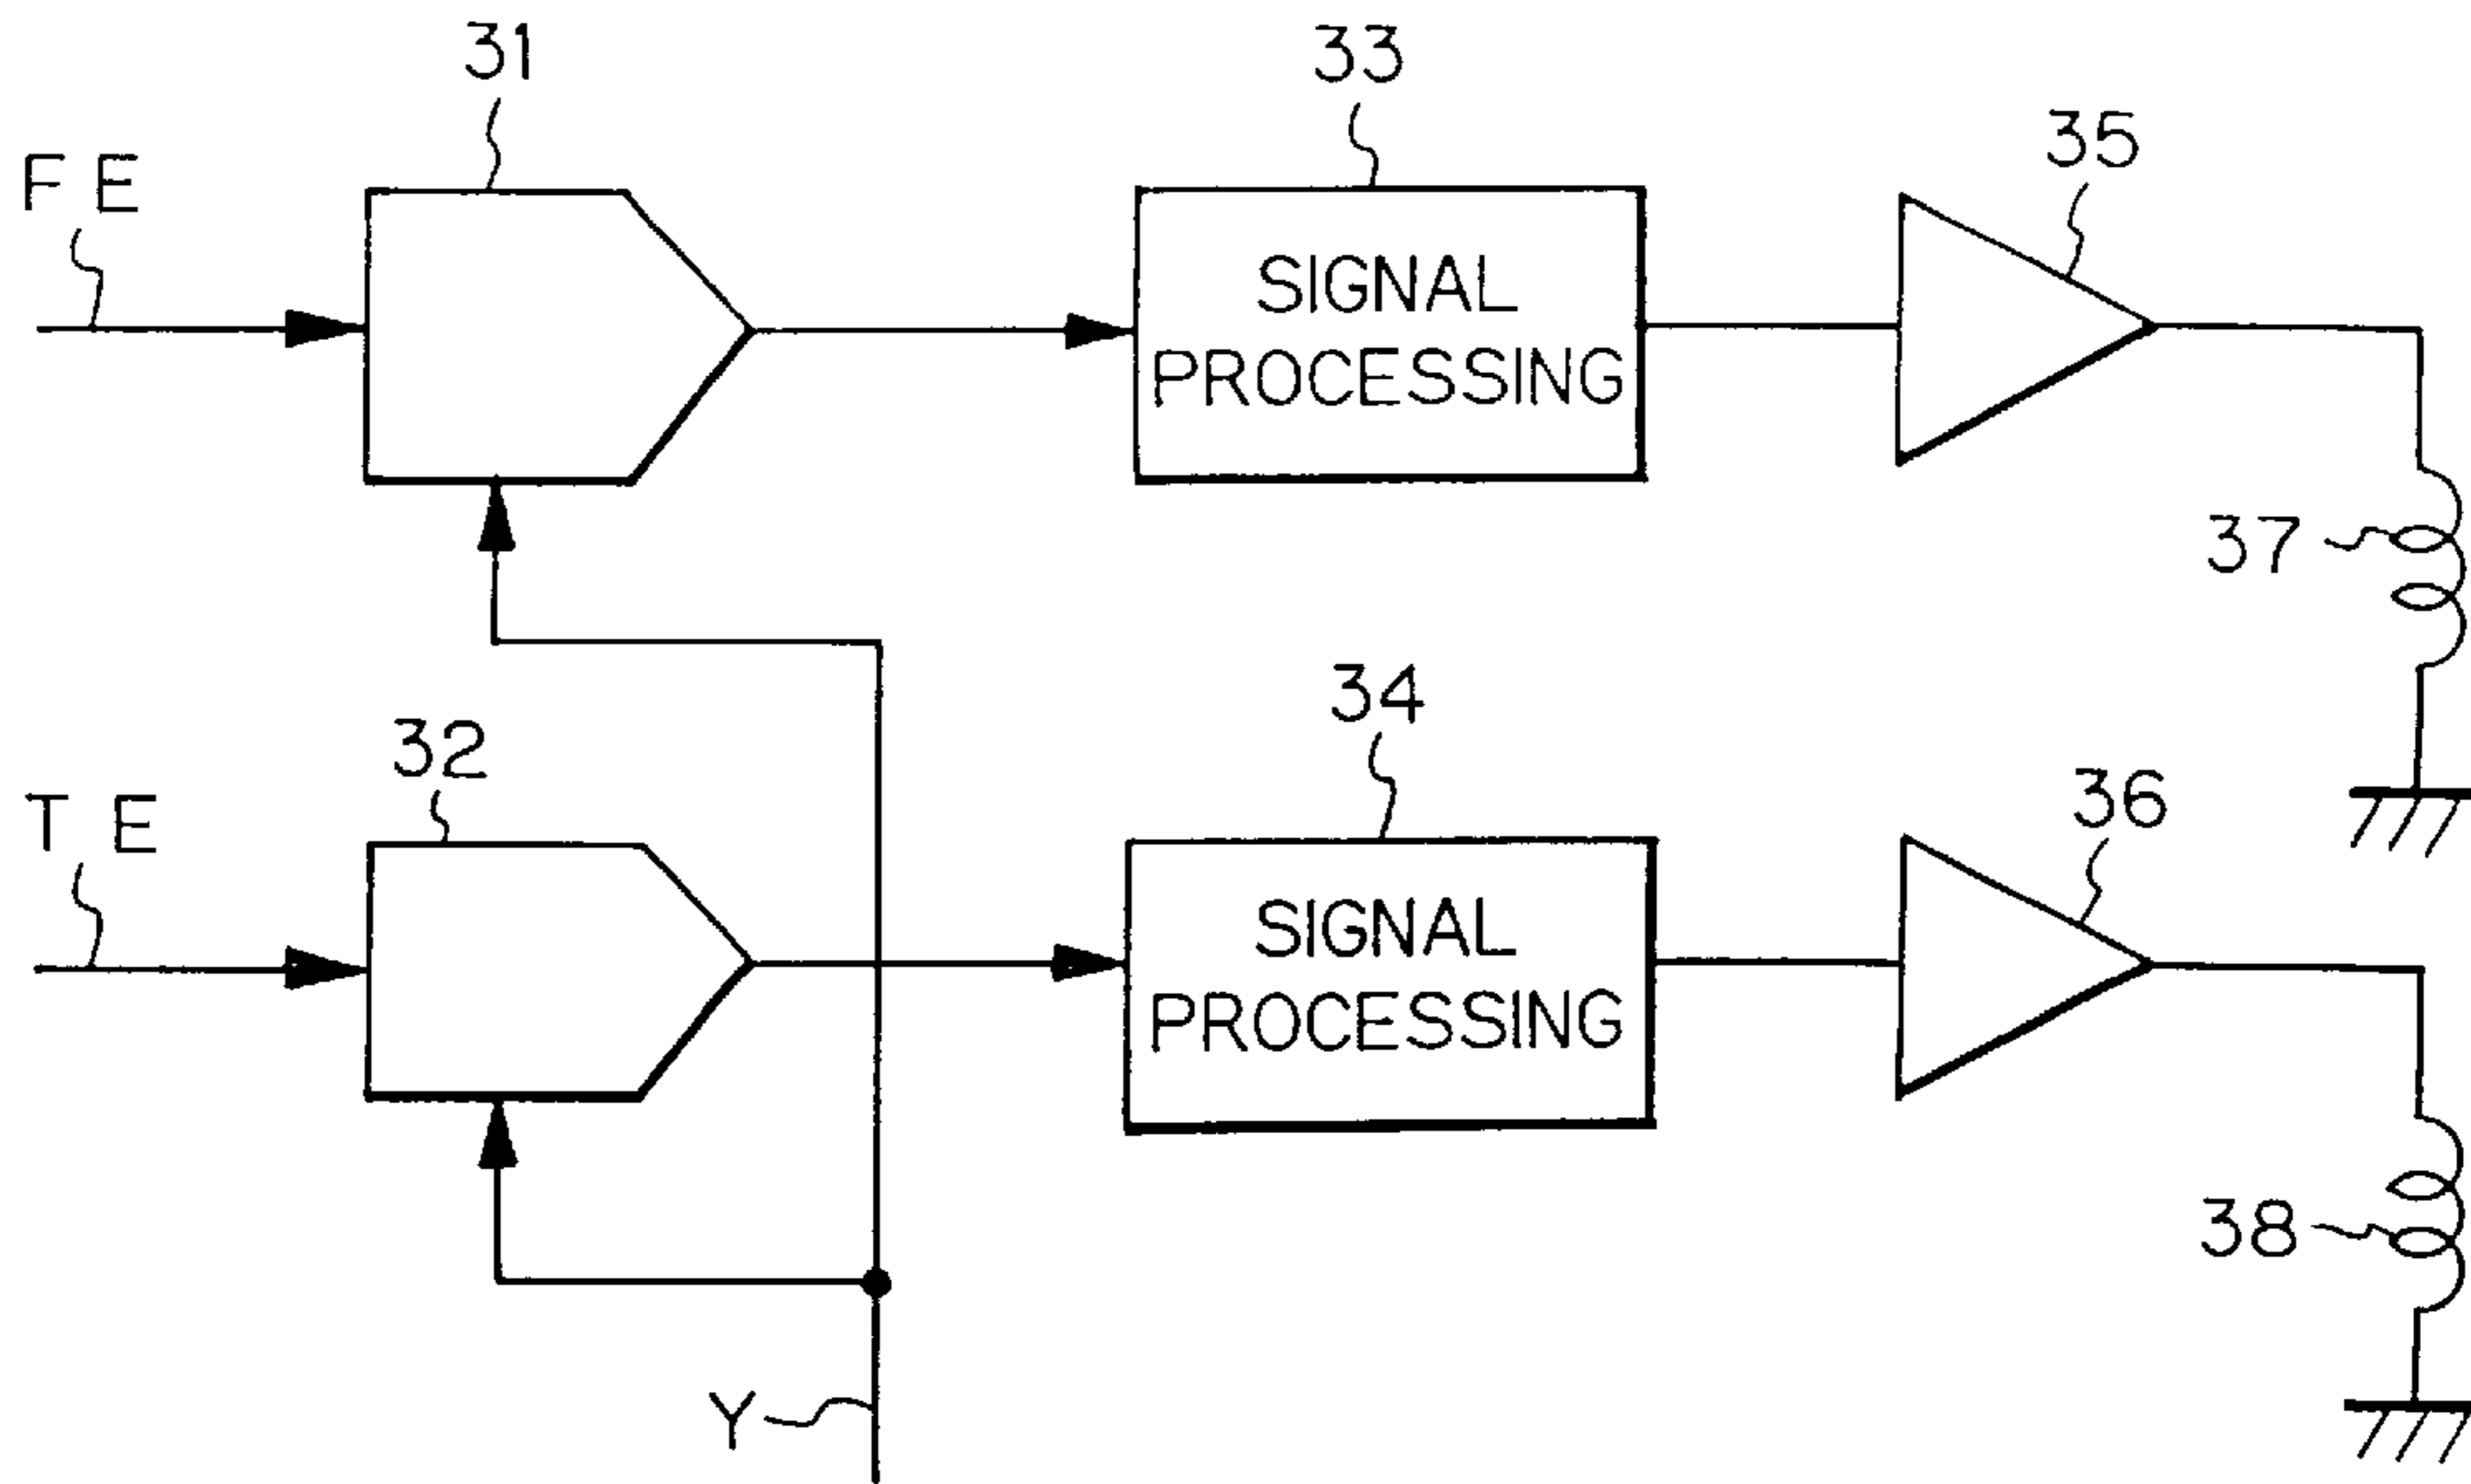 31
33
35
F E
SIGNAL
PROCESSING
37
34
32
36
T E
SIGNAL
PROCESSING
38
Y